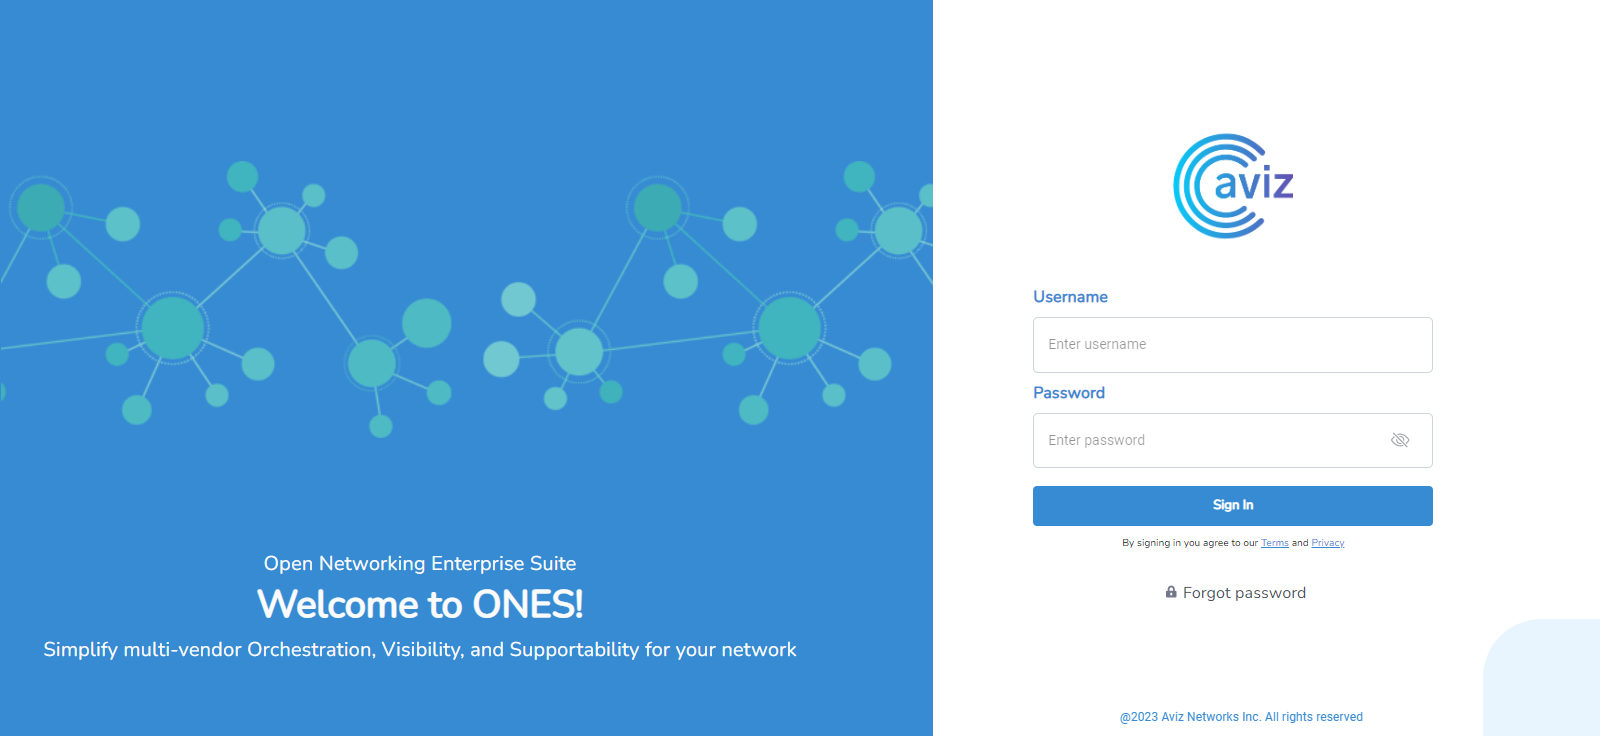 Open Networking Enterprise Suite
Welcome to ONES!
Simplify multi-vendor Orchestration, Visibility, and Supportability for your network
aviz
Username
Enter username
Password
Enter password
Sign In
By signing in you agree to our Terms and Privacy
Forgot password
@2023 Aviz Networks Inc. All rights reserved